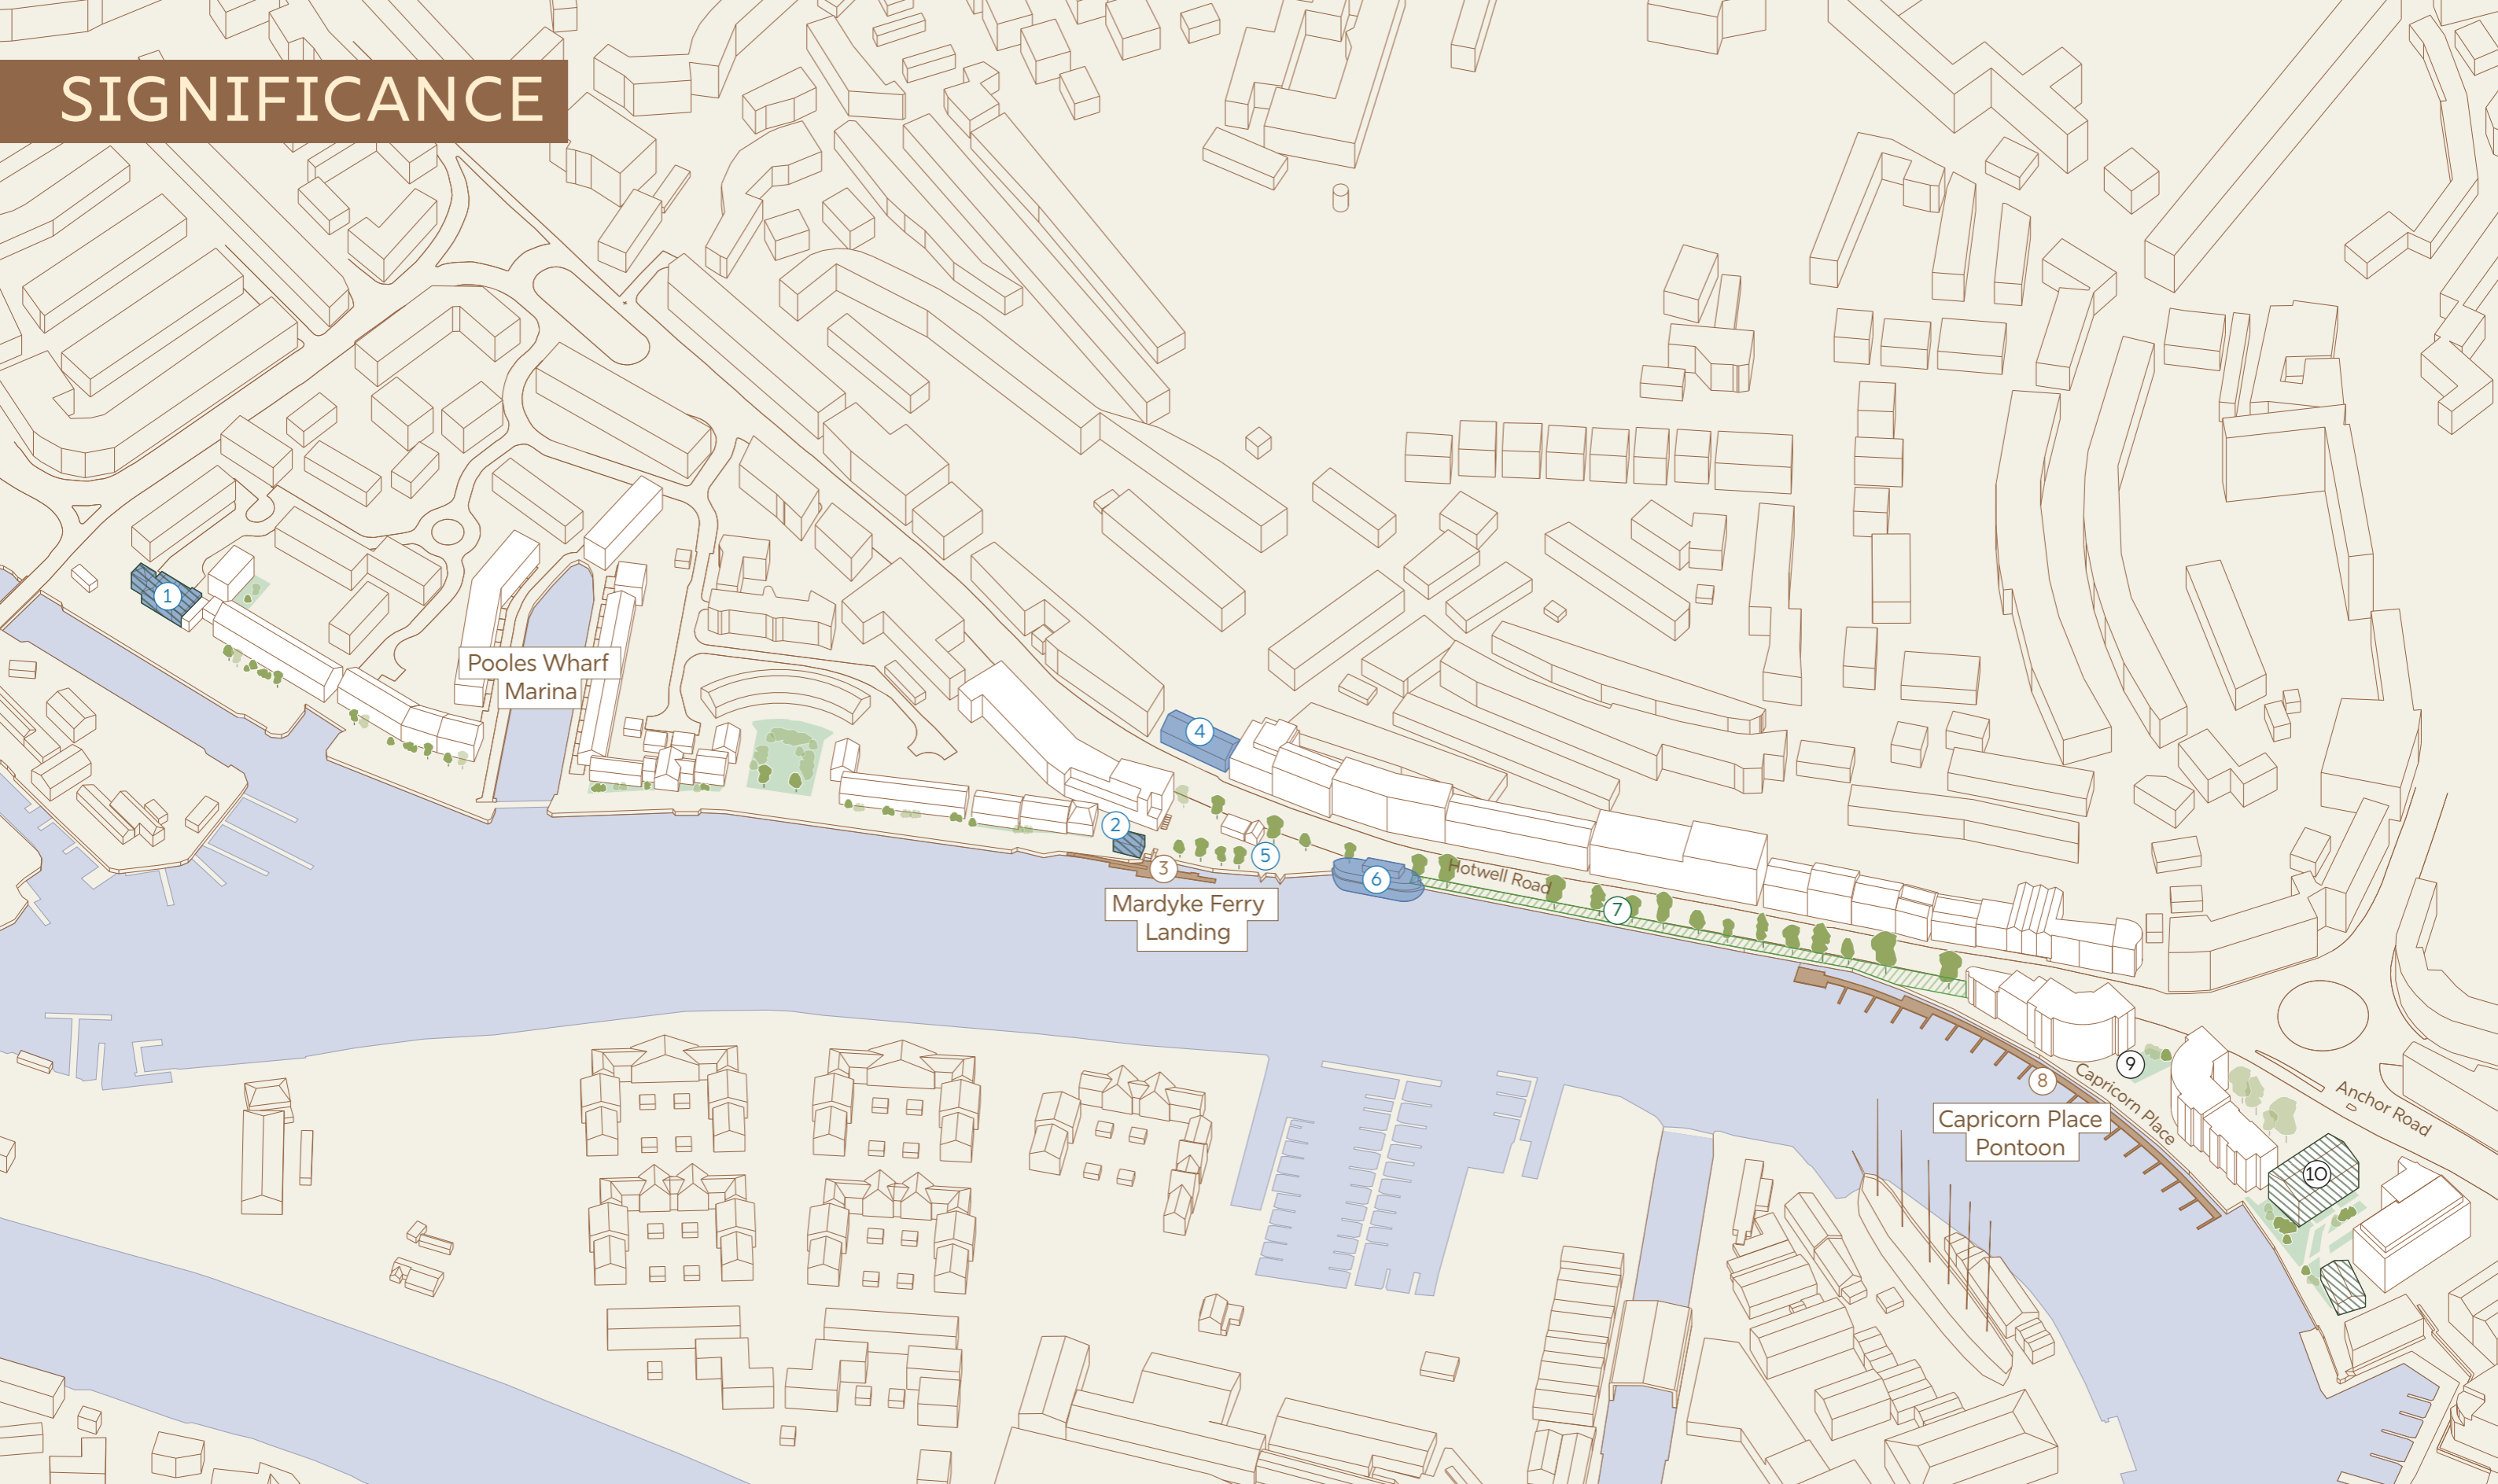 SIGNIFICANCE
1
Pooles Wharf
Marina
4
2
5
3
6
Hotwell Road
7
Mardyke Ferry
Landing
9
8
Capricorn Place
Anchor Road
Capricorn Place
Pontoon
10